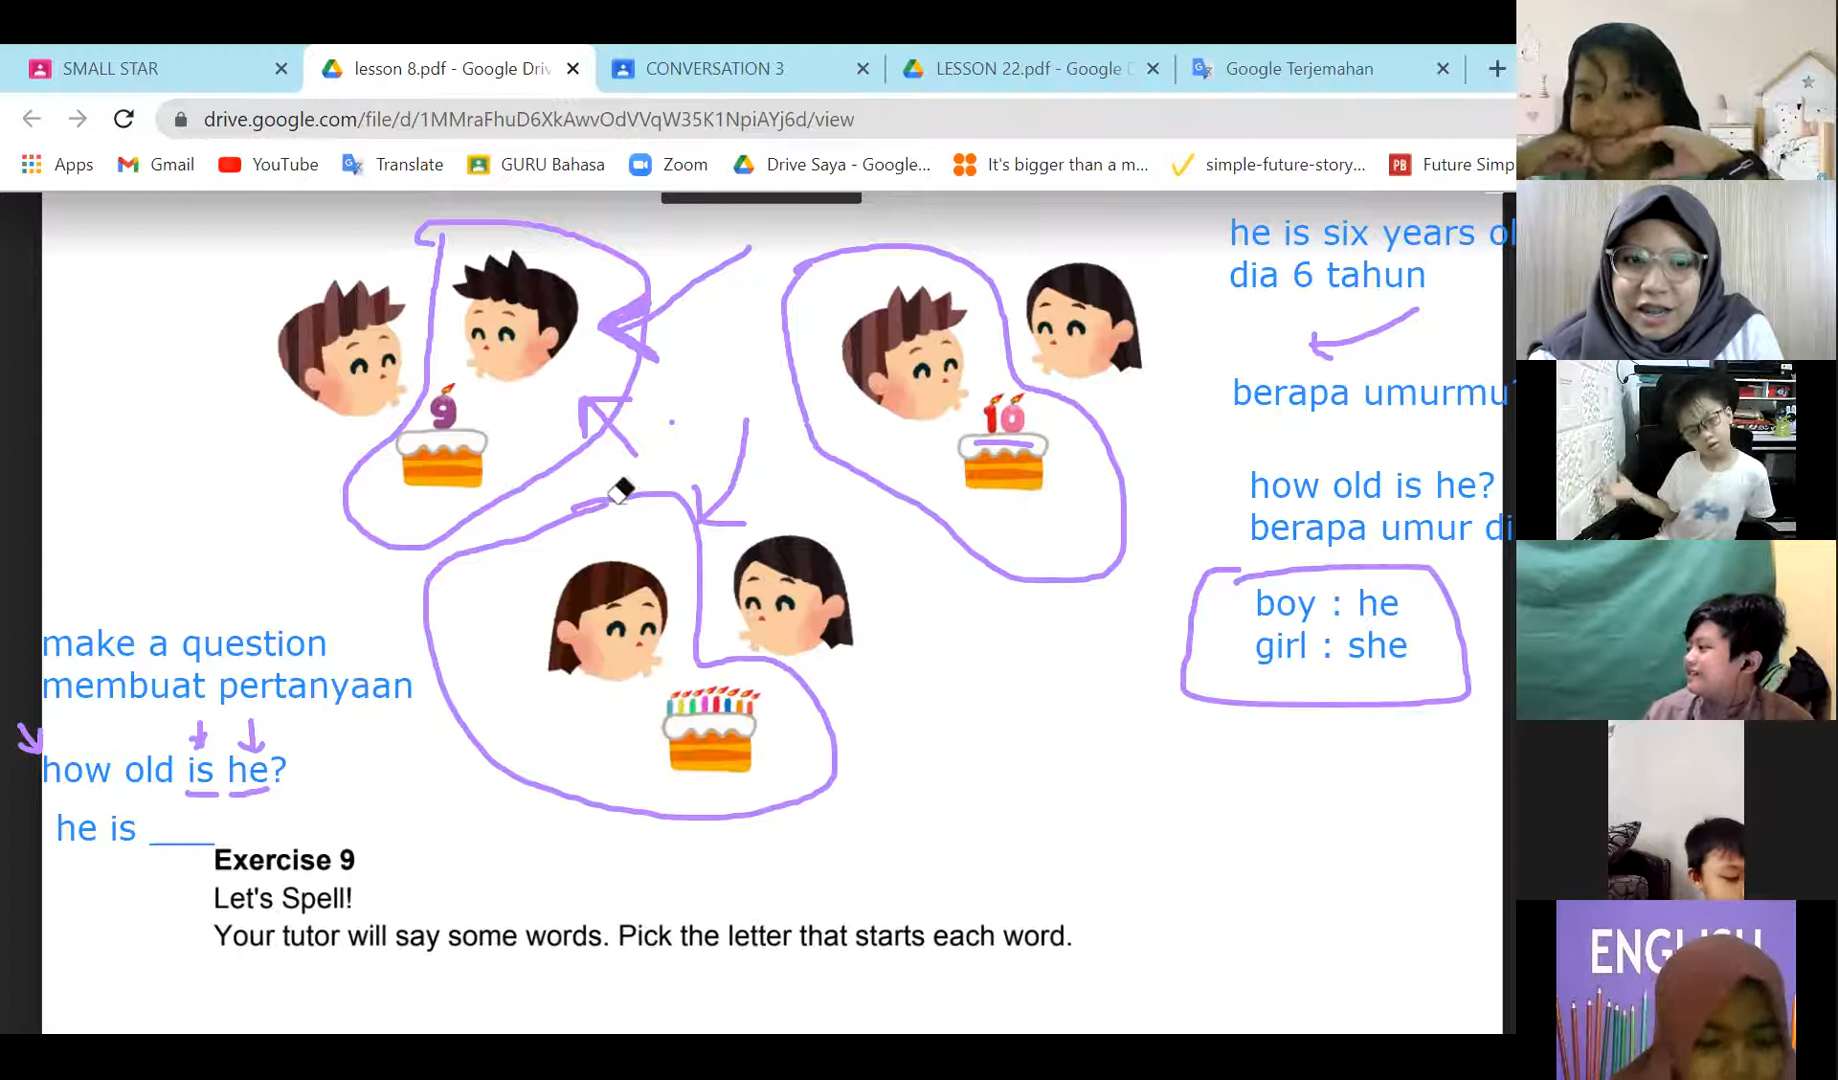 SMALL STAR
lesson 8.pdf - Google Driv
CONVERSATION 3
LESSON 22.pdf - Google D
Google Terjemahan
drive.google.com/file/d/1MMraFhuD6XkAwvOdVVqW35K1NpiAYj6d/view
Apps
Gmail
YouTube
Translate
GURU Bahasa
Zoom
Drive Saya - Google...
It's bigger than a m...
simple-future-story...
PB
Future Simp
he is six years ol
dia 6 tahun
berapa umurmu?
9
10
how old is he?
berapa umur di
boy : he
girl : she
make a question
membuat pertanyaan
how old is he?
he is ____
Exercise 9
Let's Spell!
Your tutor will say some words. Pick the letter that starts each word.